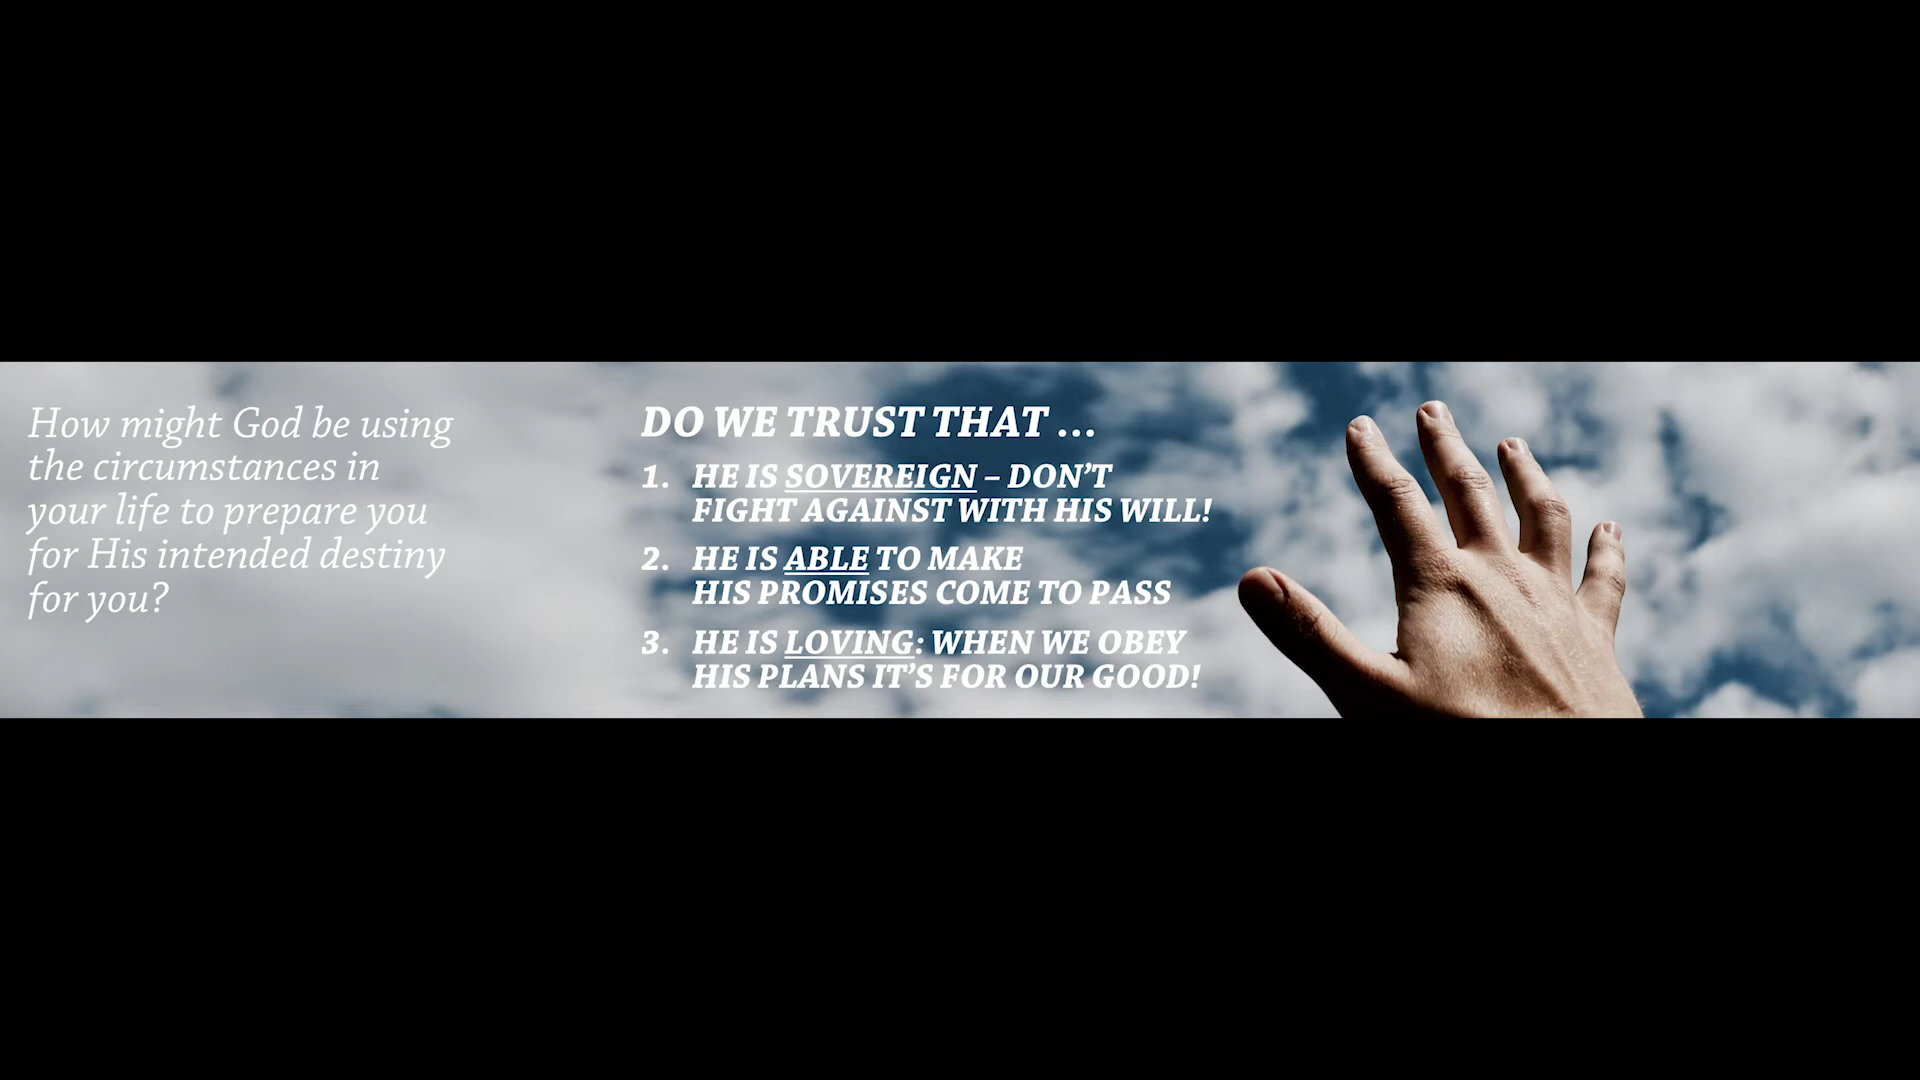 How might God be using
the circumstances in
your life to prepare you
for His intended destiny
for you?
DO WE TRUST THAT ...
1. HE IS SOVEREIGN – DON’T
FIGHT AGAINST WITH HIS WILL!
2. HE IS ABLE TO MAKE
HIS PROMISES COME TO PASS
3. HE IS LOVING: WHEN WE OBEY
HIS PLANS IT’S FOR OUR GOOD!